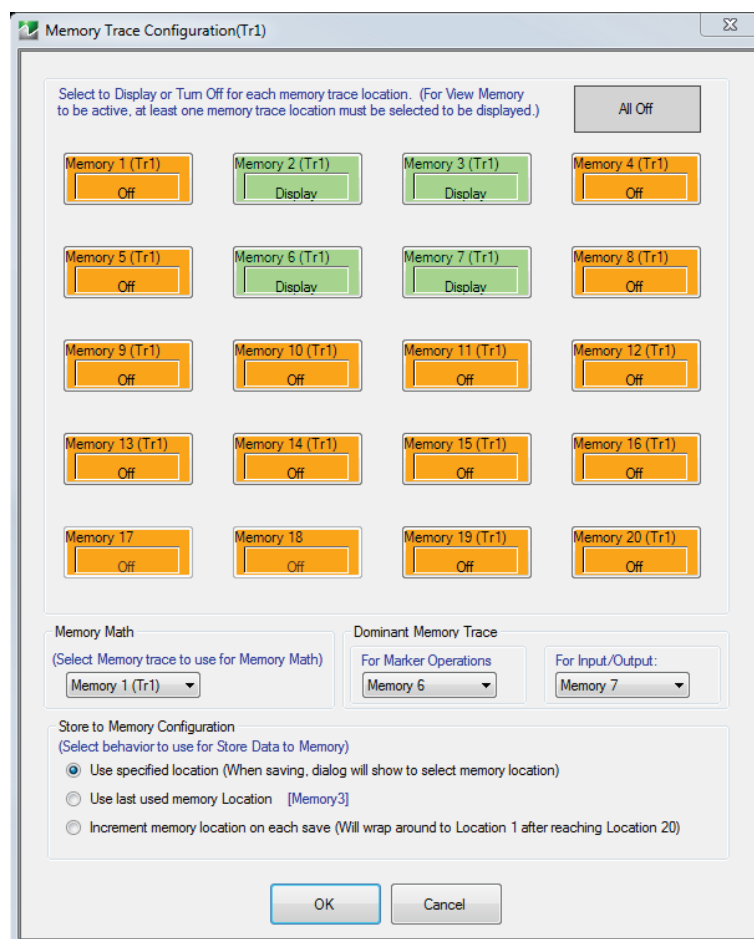 Memory Trace Configuration(Tr1)
Select to Display or Turn Off for each memory trace location. (For View Memory
to be active, at least one memory trace location must be selected to be displayed.)
All Off
Memory 1 (Tr1)
Off
Memory 2 (Tr1)
Display
Memory 3 (Tr1)
Display
Memory 4 (Tr1)
Off
Memory 5 (Tr1)
Off
Memory 6 (Tr1)
Display
Memory 7 (Tr1)
Display
Memory 8 (Tr1)
Off
Memory 9 (Tr1)
Off
Memory 10 (Tr1)
Off
Memory 11 (Tr1)
Off
Memory 12 (Tr1)
Off
Memory 13 (Tr1)
Off
Memory 14 (Tr1)
Off
Memory 15 (Tr1)
Off
Memory 16 (Tr1)
Off
Memory 17
Off
Memory 18
Off
Memory 19 (Tr1)
Off
Memory 20 (Tr1)
Off
Memory Math
(Select Memory trace to use for Memory Math)
Memory 1 (Tr1)
Dominant Memory Trace
For Marker Operations
Memory 6
For Input/Output:
Memory 7
Store to Memory Configuration
(Select behavior to use for Store Data to Memory)
Use specified location (When saving, dialog will show to select memory location)
Use last used memory Location [Memory3]
Increment memory location on each save (Will wrap around to Location 1 after reaching Location 20)
OK
Cancel